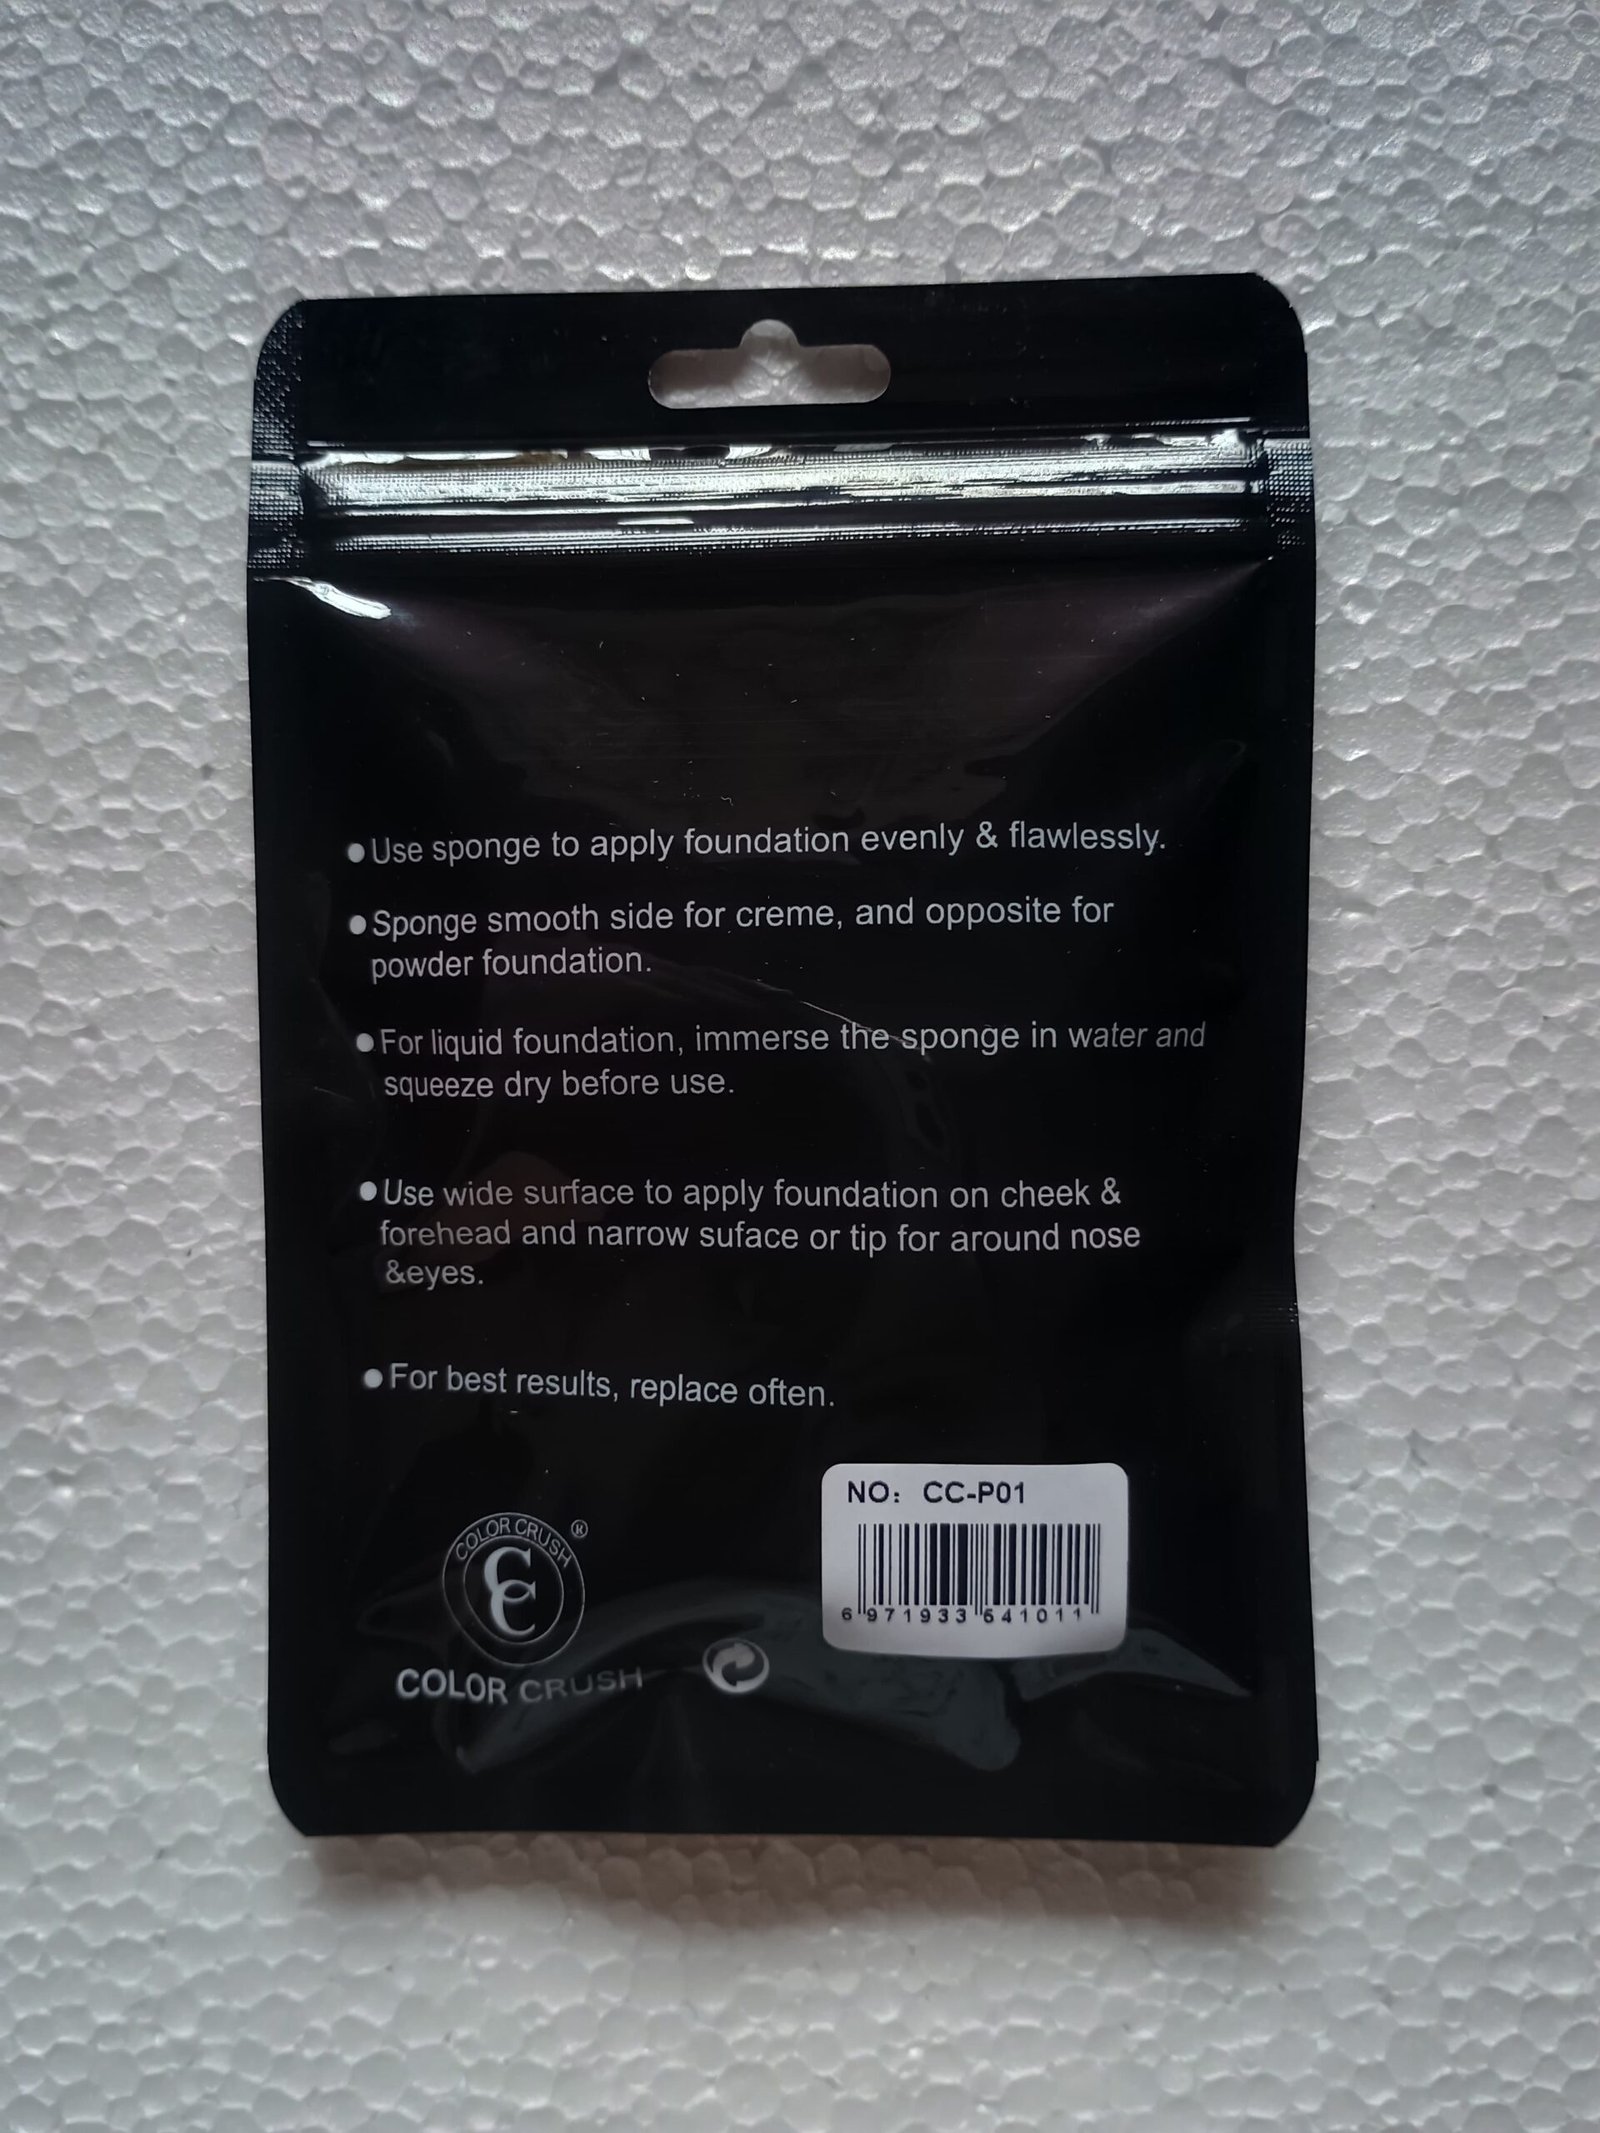 ●Use sponge to apply foundation evenly & flawlessly.
●Sponge smooth side for creme, and opposite for
powder foundation.
●For liquid foundation, immerse the sponge in water and
squeeze dry before use.
●Use wide surface to apply foundation on cheek &
forehead and narrow suface or tip for around nose
&eyes.
●For best results, replace often.
NO: CC-P01
6 971933 641011
COLOR CRUSH ®
CC
COLOR CRUSH